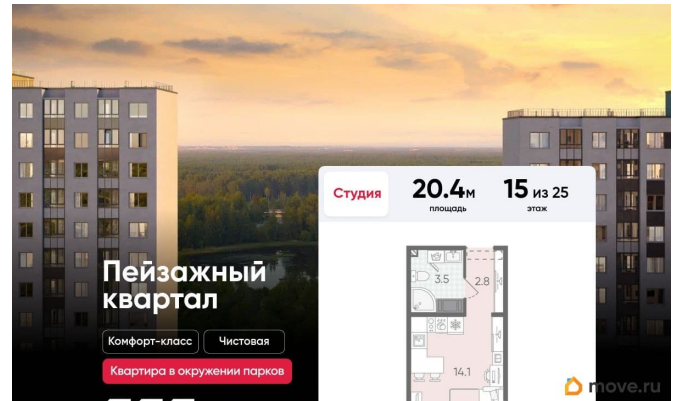 Студия
20.4м
площадь
15 из 25
этаж
Пейзажный
квартал
3.5
2.8
Комфорт-класс
Чистовая
Квартира в окружении парков
14.1
move.ru